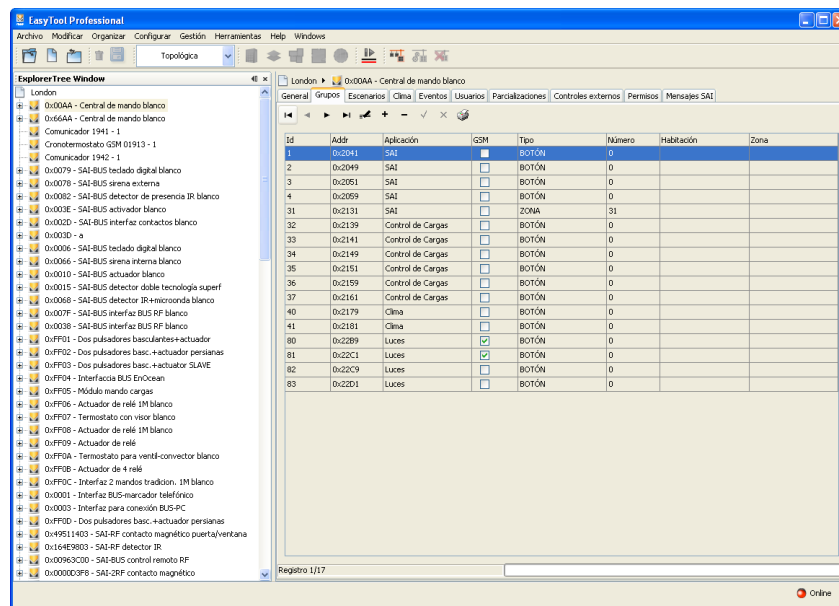 EasyTool Professional
Archivo Modificar Organizar Configurar Gestión Herramientas Help Windows
Topológica
ExplorerTree Window
London
0x00AA - Central de mando blanco
0x66AA - Central de mando blanco
Comunicador 1941 - 1
Cronotermostato GSM 01913 - 1
Comunicador 1942 - 1
0x0079 - SAI-BUS teclado digital blanco
0x0078 - SAI-BUS sirena externa
0x0082 - SAI-BUS detector de presencia IR blanco
0x003E - SAI-BUS activador blanco
0x002D - SAI-BUS interfaz contactos blanco
0x003D - a
0x0006 - SAI-BUS teclado digital blanco
0x0066 - SAI-BUS sirena interna blanco
0x0010 - SAI-BUS actuador blanco
0x0015 - SAI-BUS detector doble tecnología superf
0x0068 - SAI-BUS detector IR+microonda blanco
0x007F - SAI-BUS interfaz BUS RF blanco
0x0038 - SAI-BUS interfaz BUS RF blanco
0xFF01 - Dos pulsadores basculantes+actuador
0xFF02 - Dos pulsadores basc.+actuador persianas
0xFF03 - Dos pulsadores basc.+actuator SLAVE
0xFF04 - Interfaccia BUS EnOcean
0xFF05 - Módulo mando cargas
0xFF06 - Actuador de relé 1M blanco
0xFF07 - Termostato con visor blanco
0xFF08 - Actuador de relé 1M blanco
0xFF09 - Actuador de relé
0xFF0A - Termostato para ventil-convector blanco
0xFF0B - Actuador de 4 relé
0xFF0C - Interfaz 2 mandos tradicion. 1M blanco
0x0001 - Interfaz BUS-marcador telefónico
0x0003 - Interfaz para conexión BUS-PC
0xFF0D - Dos pulsadores basc.+actuador persianas
0x49511403 - SAI-RF contacto magnético puerta/ventana
0x164E9803 - SAI-RF detector IR
0x00963C00 - SAI-BUS control remoto RF
0x0000D3F8 - SAI-2RF contacto magnético
London 0x00AA - Central de mando blanco
General Grupos Escenarios Clima Eventos Usuarios Parcializaciones Controles externos Permisos Mensajes SAI
Id Addr Aplicación GSM Tipo Número Habitación Zona
1 0x2041 SAI BOTÓN 0
2 0x2049 SAI BOTÓN 0
3 0x2051 SAI BOTÓN 0
4 0x2059 SAI BOTÓN 0
31 0x2131 SAI ZONA 31
32 0x2139 Control de Cargas BOTÓN 0
33 0x2141 Control de Cargas BOTÓN 0
34 0x2149 Control de Cargas BOTÓN 0
35 0x2151 Control de Cargas BOTÓN 0
36 0x2159 Control de Cargas BOTÓN 0
37 0x2161 Control de Cargas BOTÓN 0
40 0x2179 Clima BOTÓN 0
41 0x2181 Clima BOTÓN 0
80 0x22B9 Luces BOTÓN 0
81 0x22C1 Luces BOTÓN 0
82 0x22C9 Luces BOTÓN 0
83 0x22D1 Luces BOTÓN 0
Registro 1/17
Online